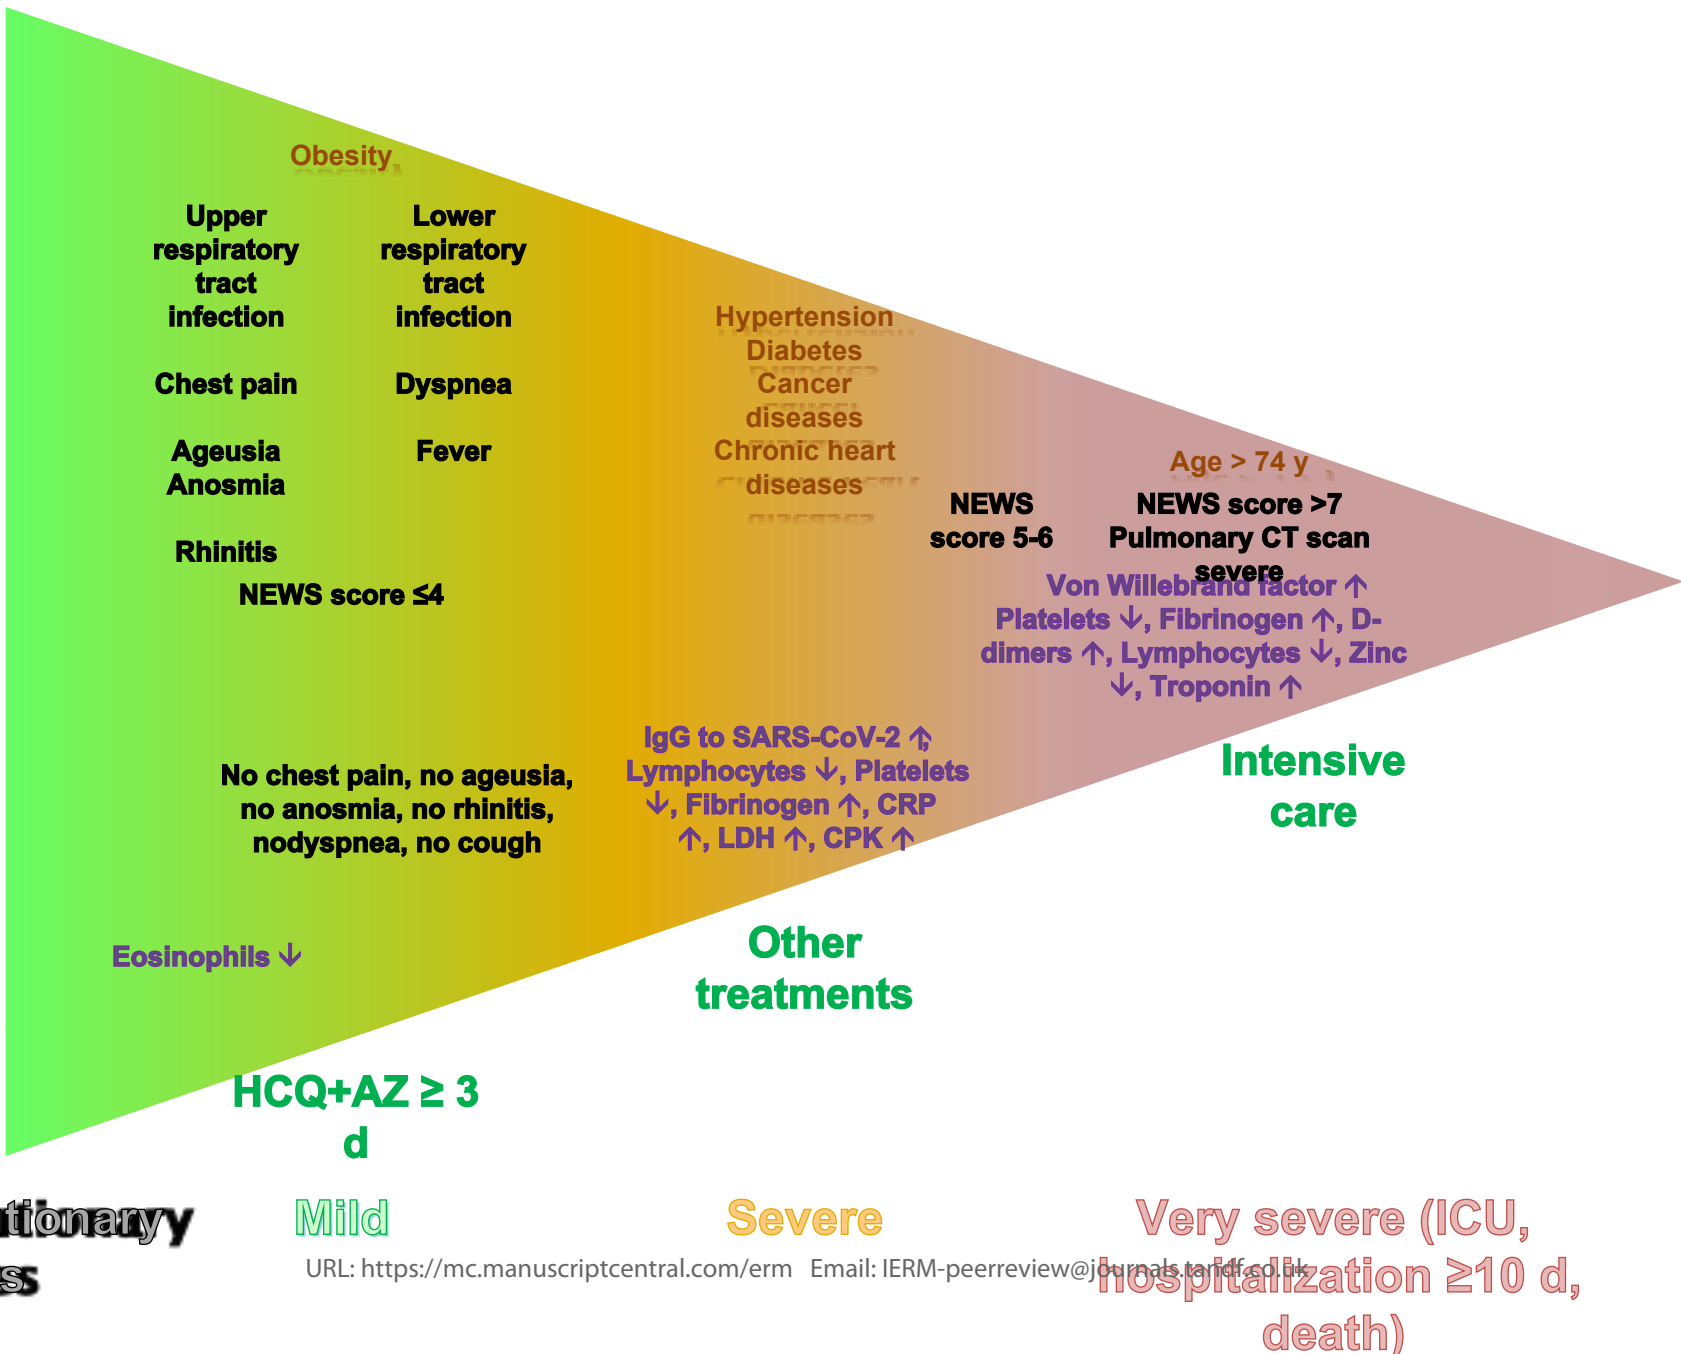 Obesity
Upper
respiratory
tract
infection
Chest pain
Ageusia
Anosmia
Rhinitis
Lower
respiratory
tract
infection
Dyspnea
Fever
NEWS score ≤4
No chest pain, no ageusia,
no anosmia, no rhinitis,
nodyspnea, no cough
Eosinophils ↓
HCQ+AZ ≥ 3
d
Hypertension
Diabetes
Cancer
diseases
Chronic heart
diseases
IgG to SARS-CoV-2 ↑,
Lymphocytes ↓, Platelets
↓, Fibrinogen ↑, CRP
↑, LDH ↑, CPK ↑
Other
treatments
NEWS
score 5-6
Age > 74 y
NEWS score >7
Pulmonary CT scan
severe
Von Willebrand factor ↑
Platelets ↓, Fibrinogen ↑, D-
dimers ↑, Lymphocytes ↓, Zinc
↓, Troponin ↑
Intensive
care
Mild
Severe
Very severe (ICU,
hospitalization ≥10 d,
death)
URL: https://mc.manuscriptcentral.com/erm Email: IERM-peerreview@journals.tandf.co.uk